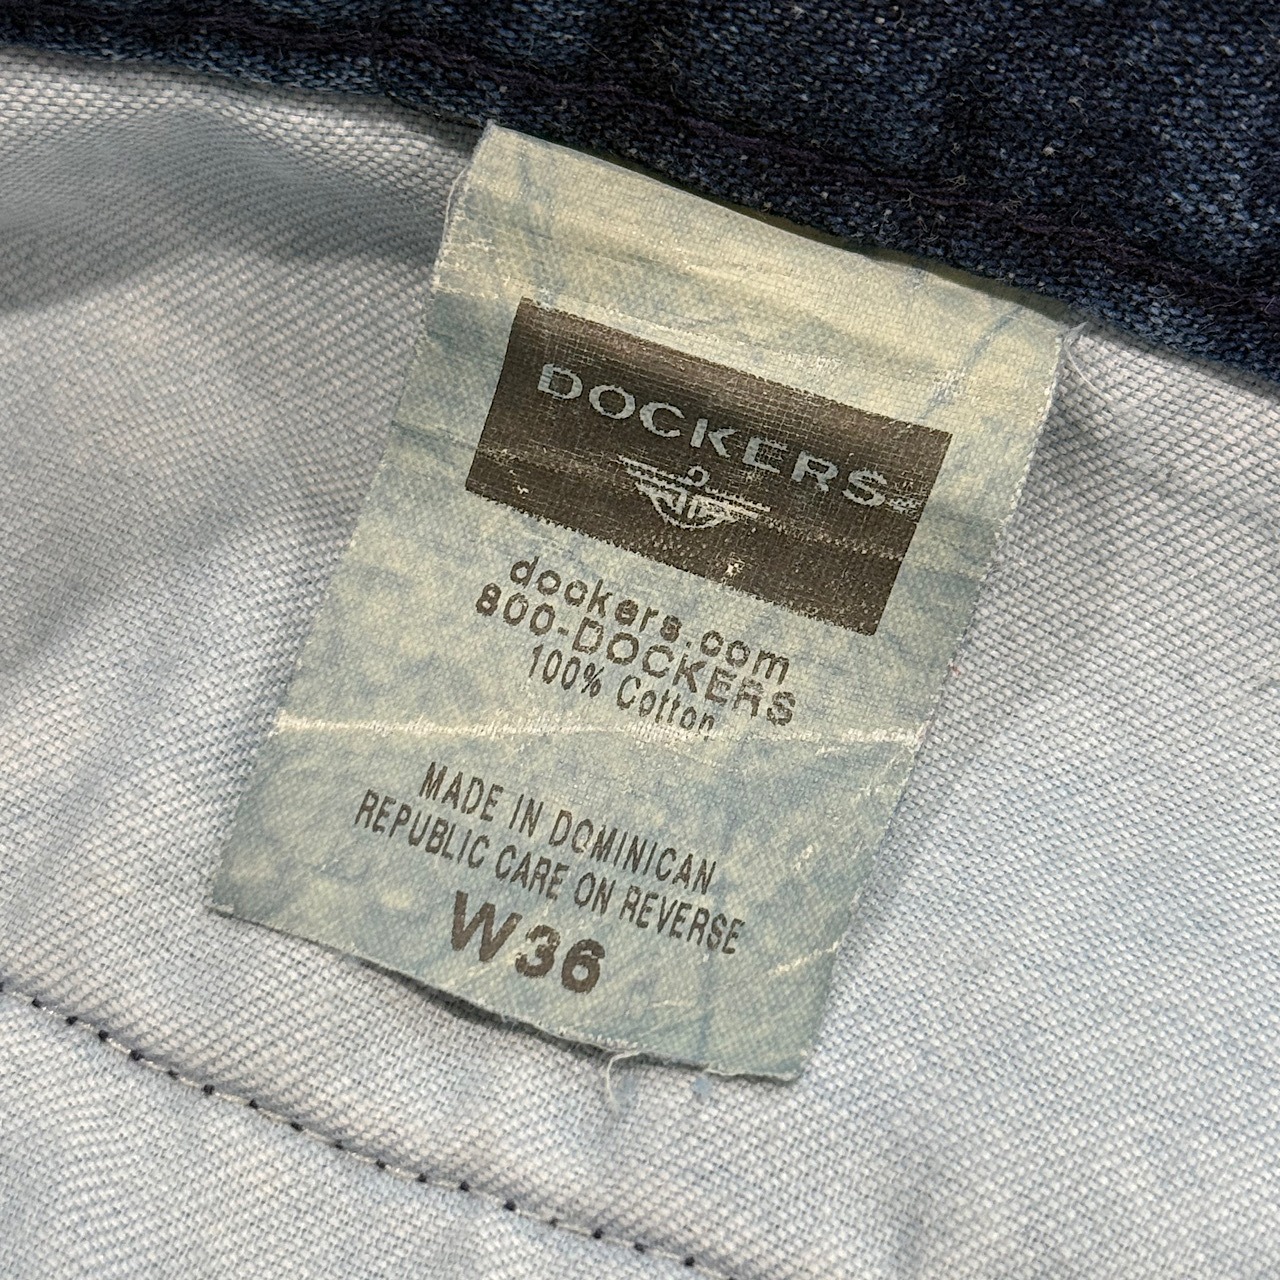 DOCKERS
dockers.com
800-DOCKERS
100% Cotton
MADE IN DOMINICAN
REPUBLIC CARE ON REVERSE
W36